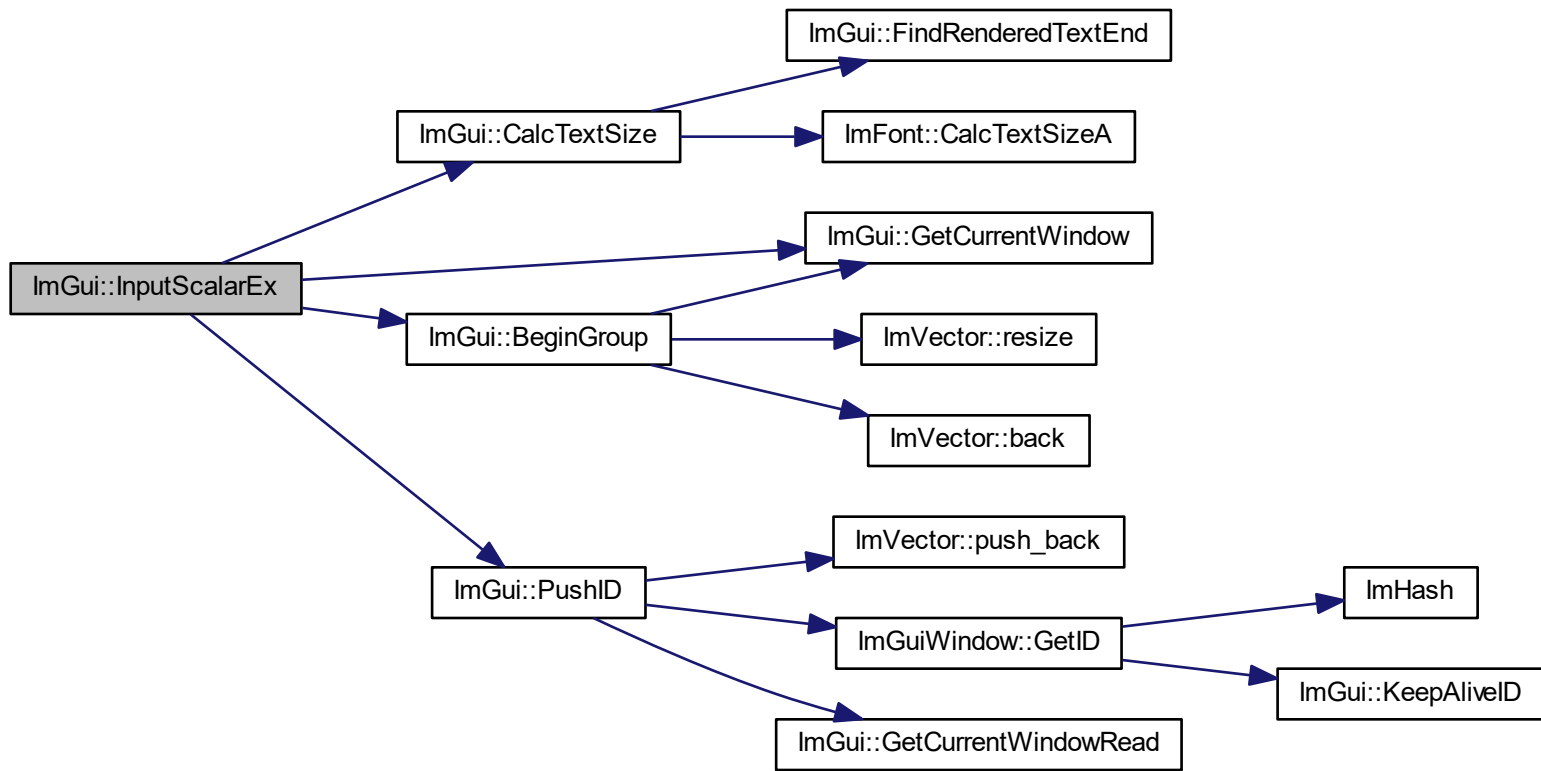 ImGui::FindRenderedTextEnd
ImGui::CalcTextSize
ImFont::CalcTextSizeA
ImGui::GetCurrentWindow
ImGui::InputScalarEx
ImGui::BeginGroup
ImVector::resize
ImVector::back
ImVector::push_back
ImGui::PushID
ImHash
ImGuiWindow::GetID
ImGui::KeepAliveID
ImGui::GetCurrentWindowRead